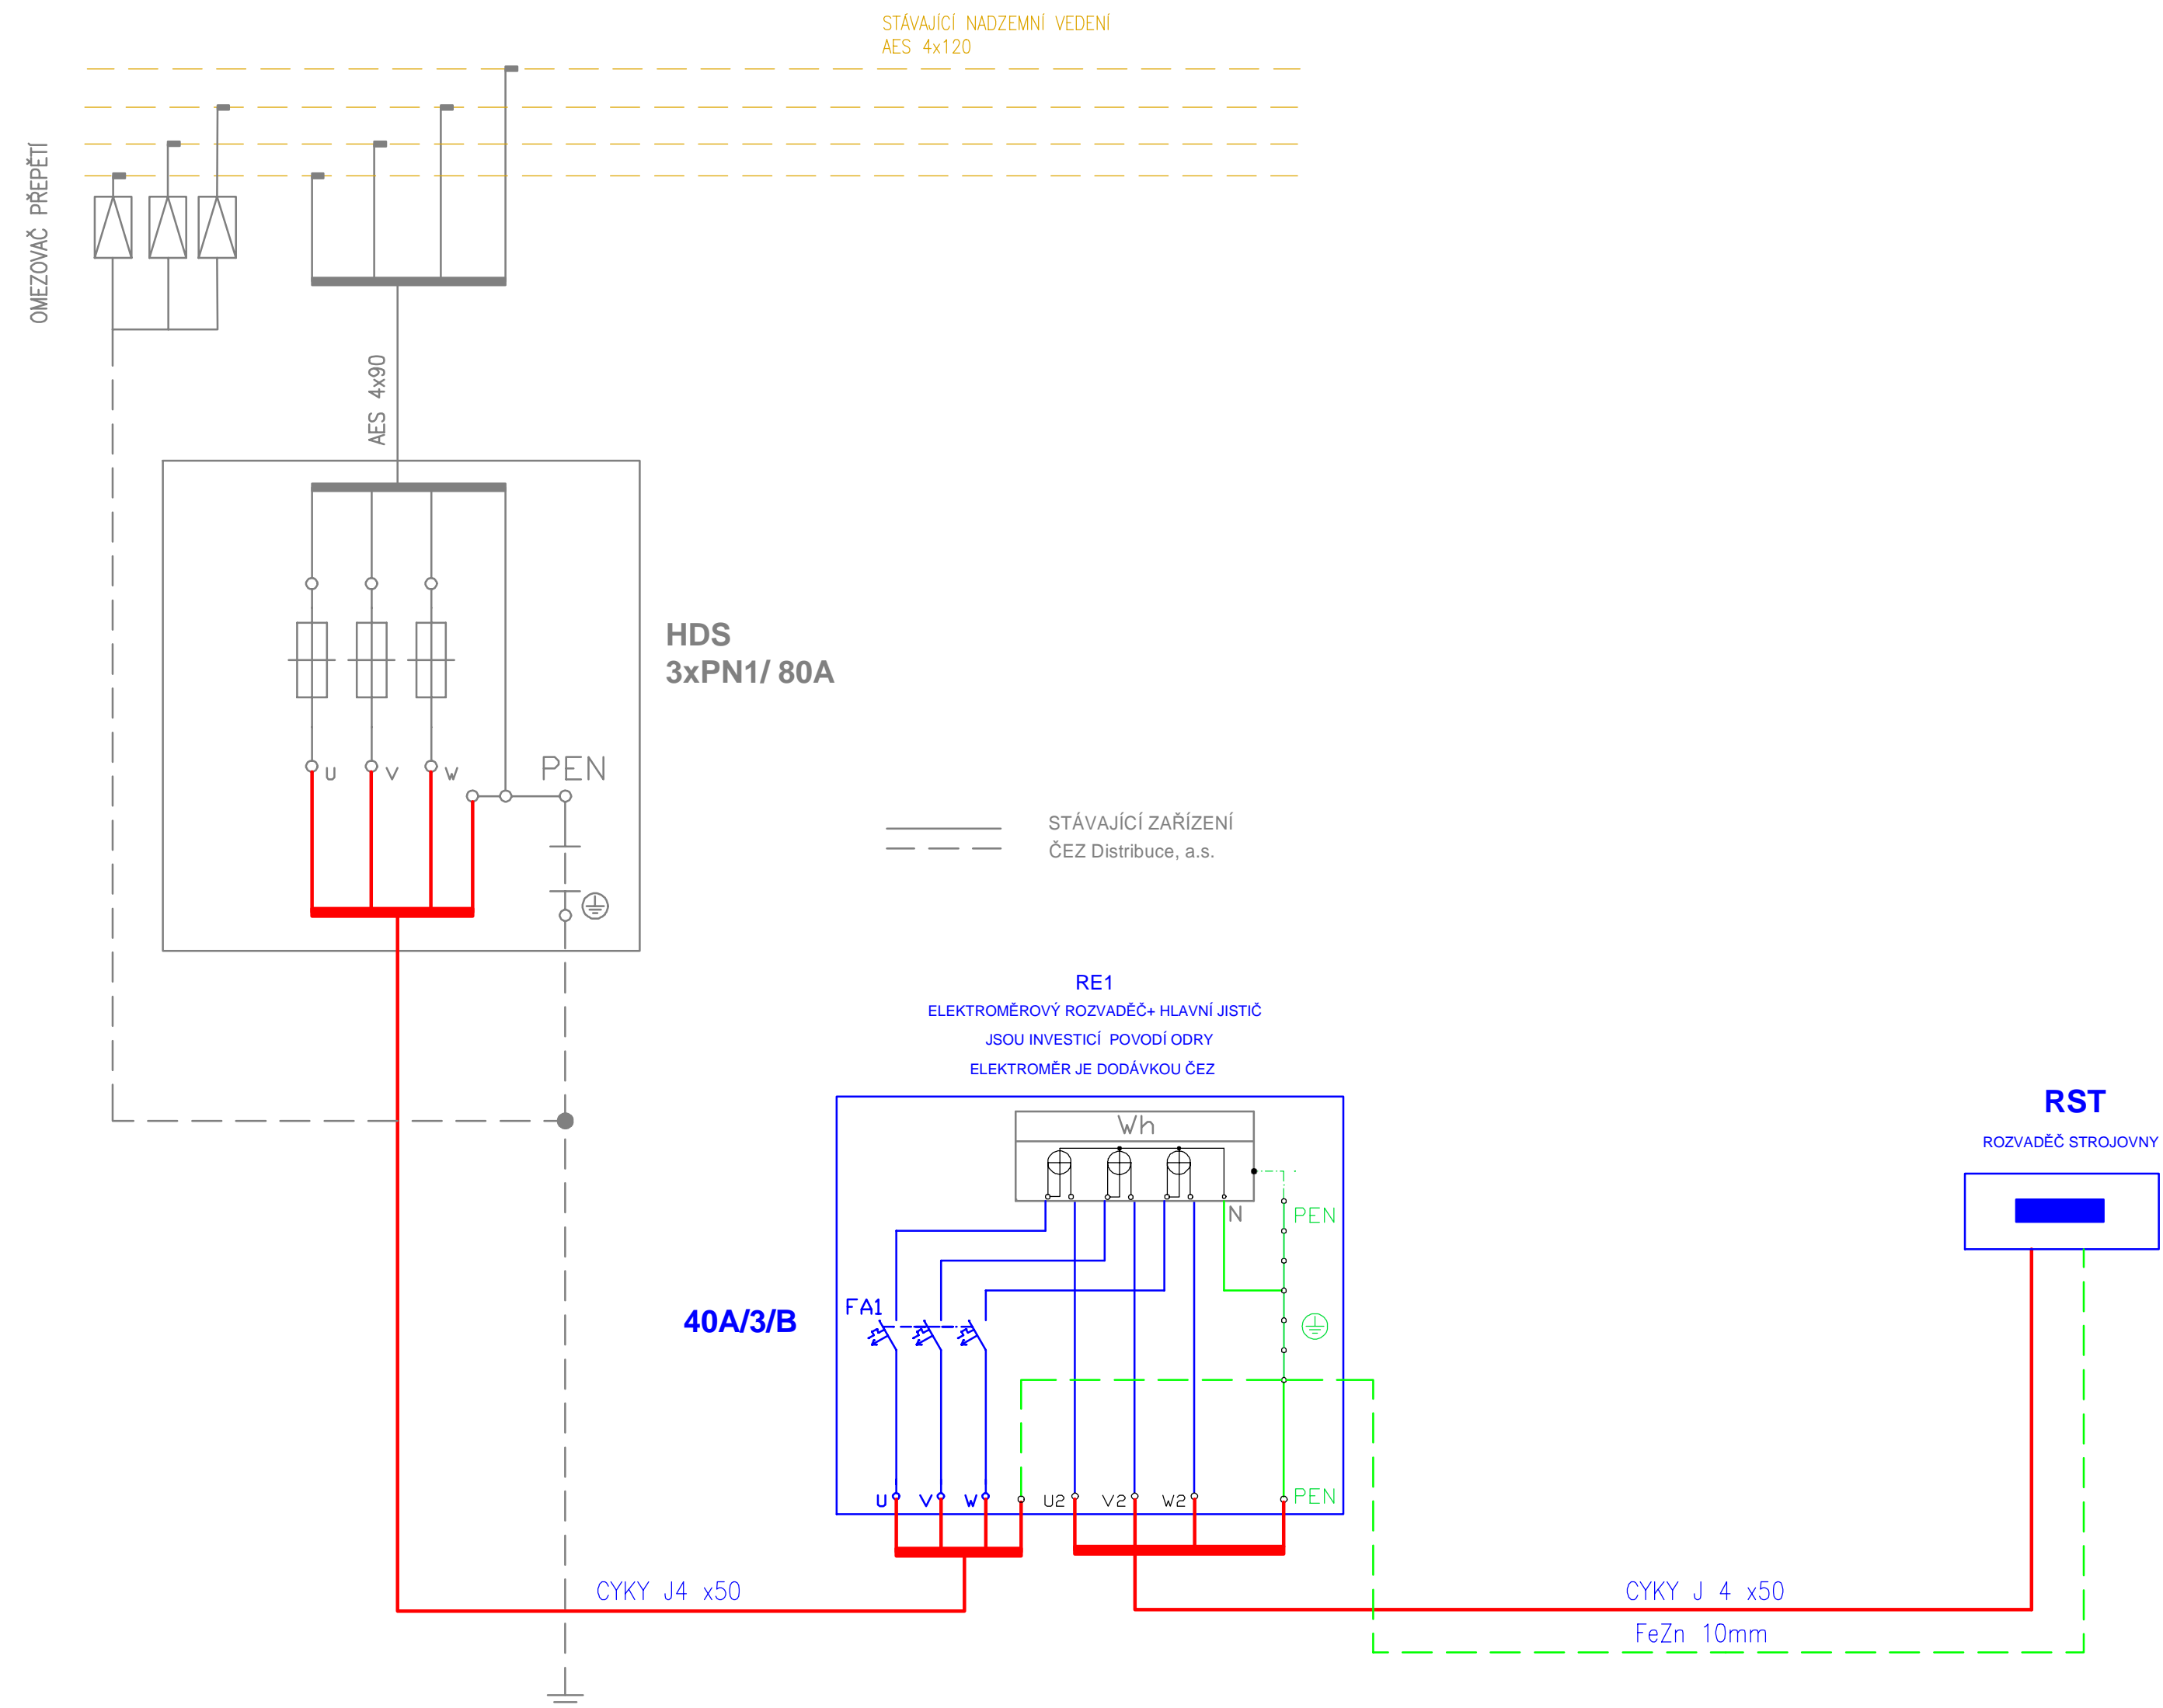 STÁVAJÍCÍ NADZEMNÍ VEDENÍ
AES 4x120
OMEZOVAČ PŘEPĚTÍ
AES 4x90
HDS
3xPN1/ 80A
U
V
W
PEN
STÁVAJÍCÍ ZAŘÍZENÍ
ČEZ Distribuce, a.s.
RE1
ELEKTROMĚROVÝ ROZVADĚČ+ HLAVNÍ JISTIČ
JSOU INVESTICÍ POVODÍ ODRY
ELEKTROMĚR JE DODÁVKOU ČEZ
RST
ROZVADĚČ STROJOVNY
Wh
N
PEN
FA1
40A/3/B
U
V
W
U2
V2
W2
PEN
CYKY J4 x50
CYKY J 4 x50
FeZn 10mm